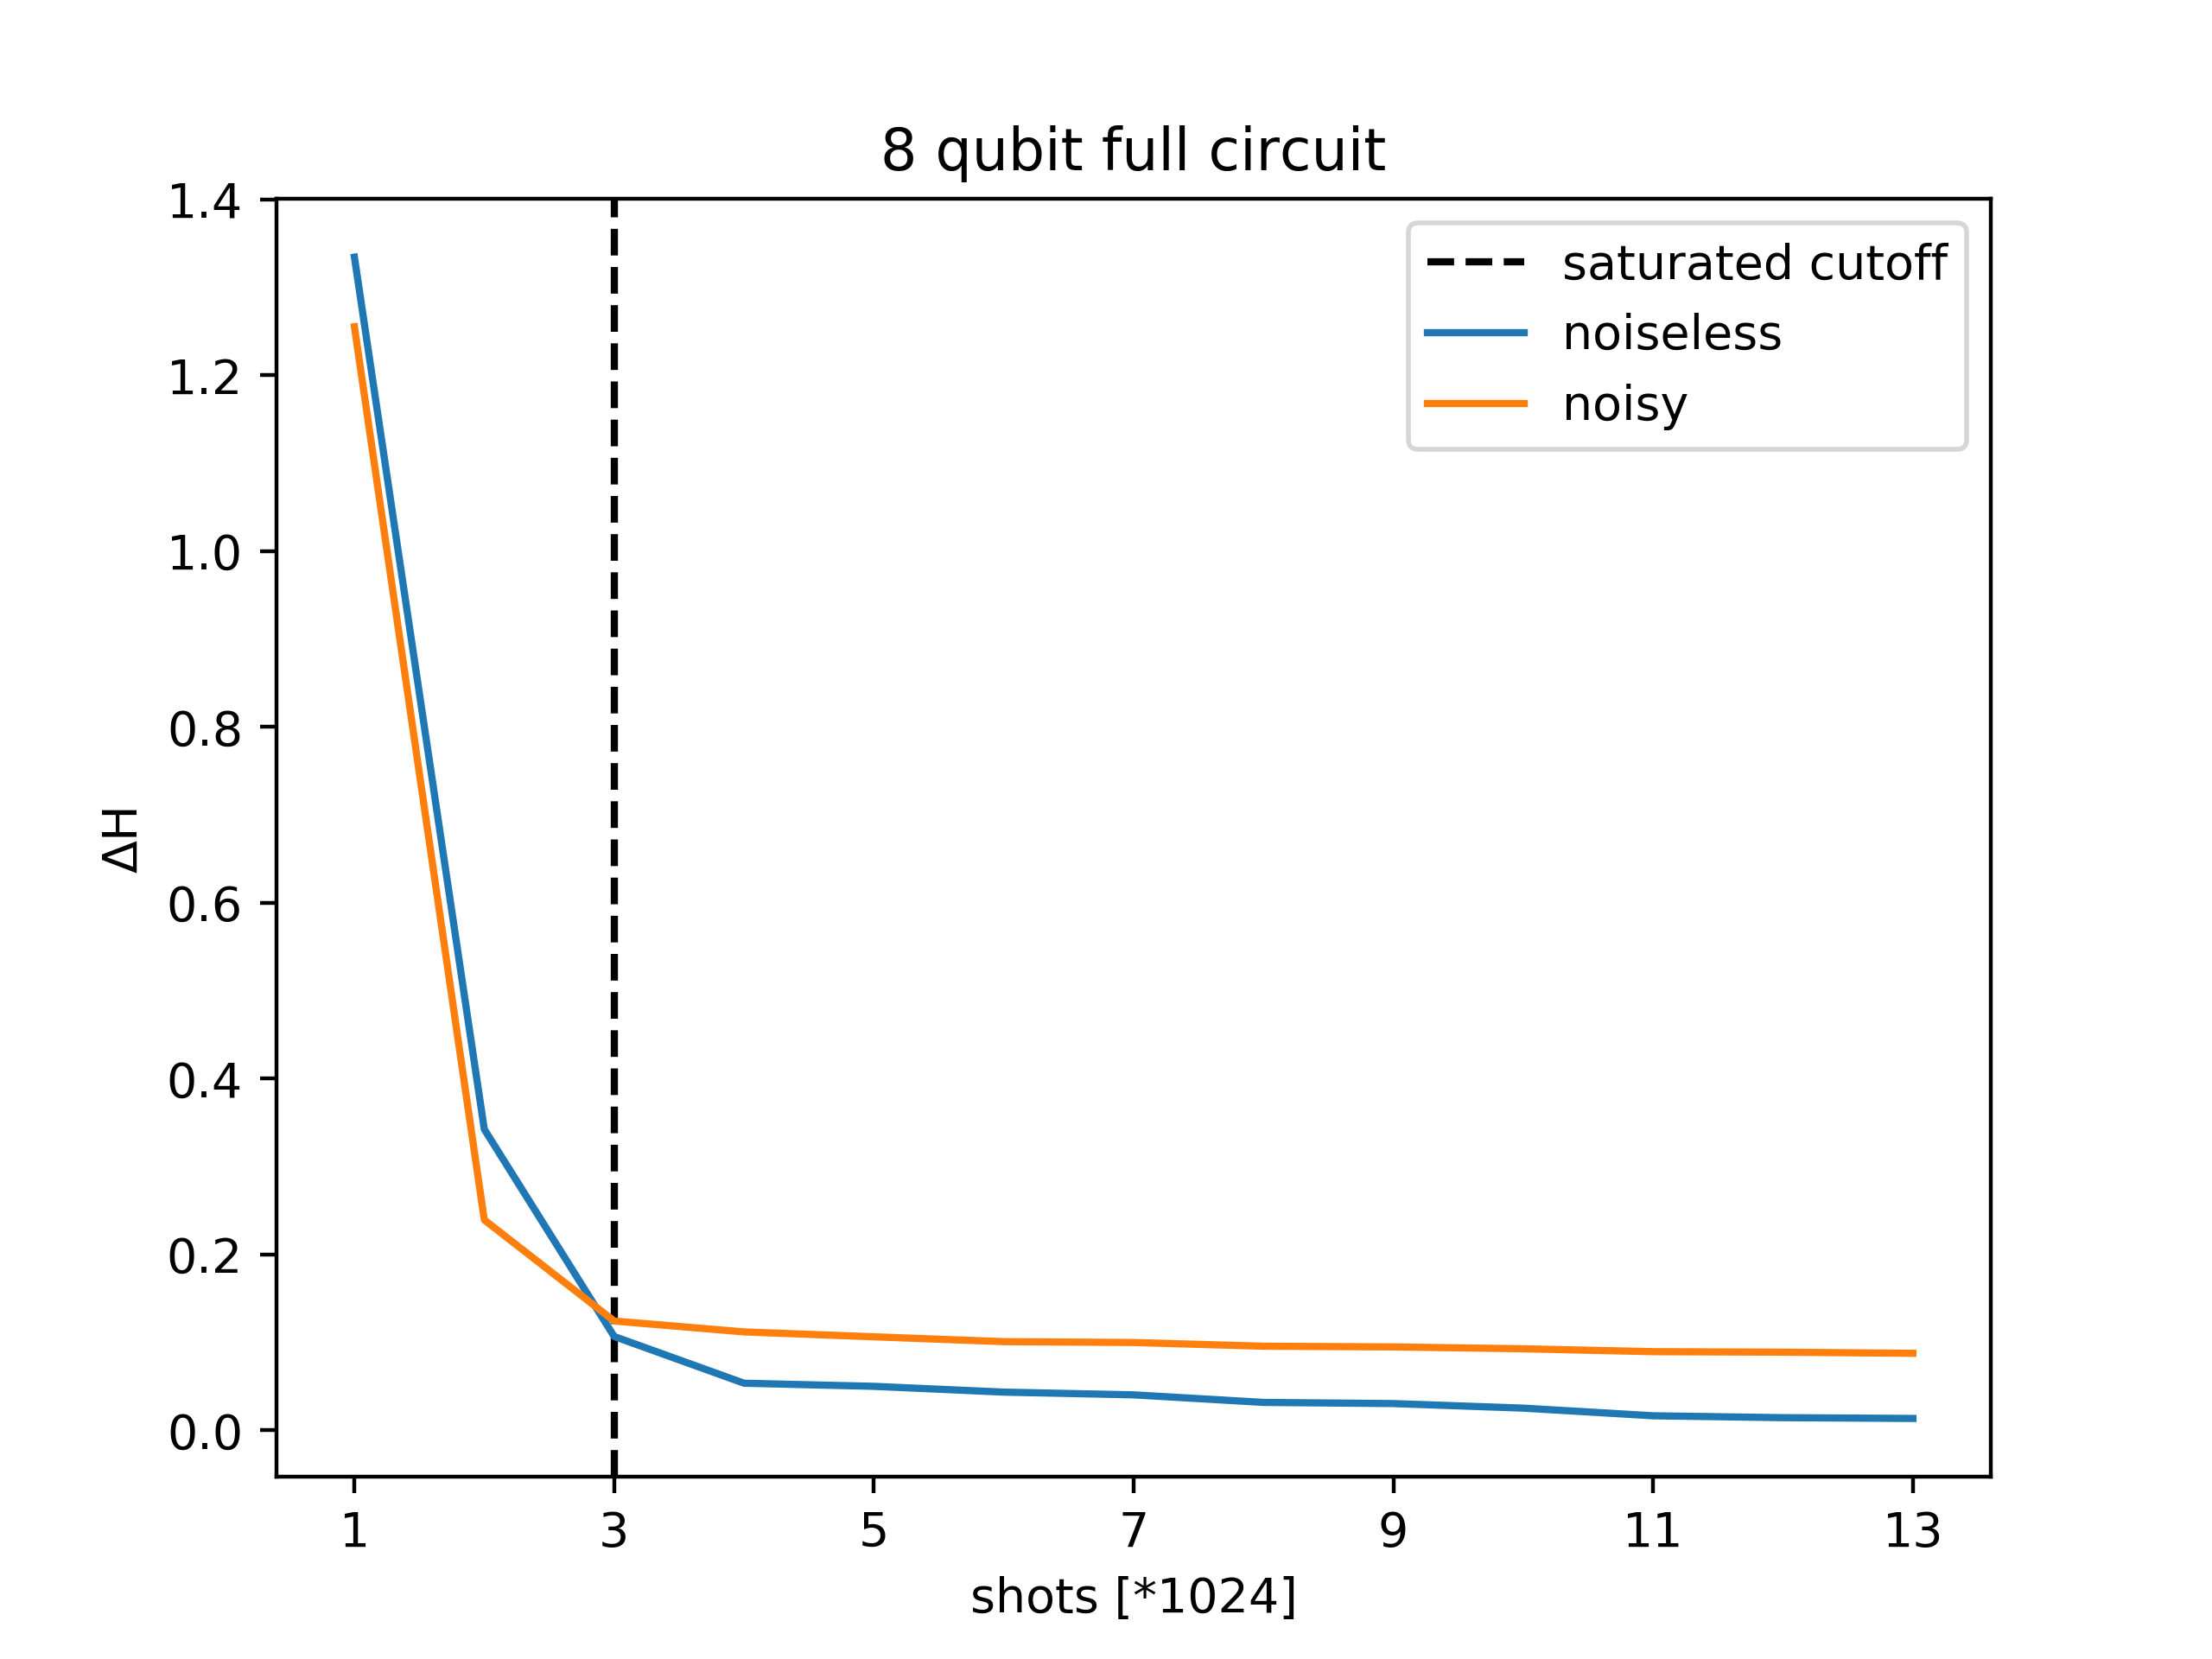 8 qubit full circuit
1.4
1.2
1.0
0.8
0.6
0.4
0.2
0.0
ΔH
saturated cutoff
noiseless
noisy
1 3 5 7 9 11 13
shots [*1024]